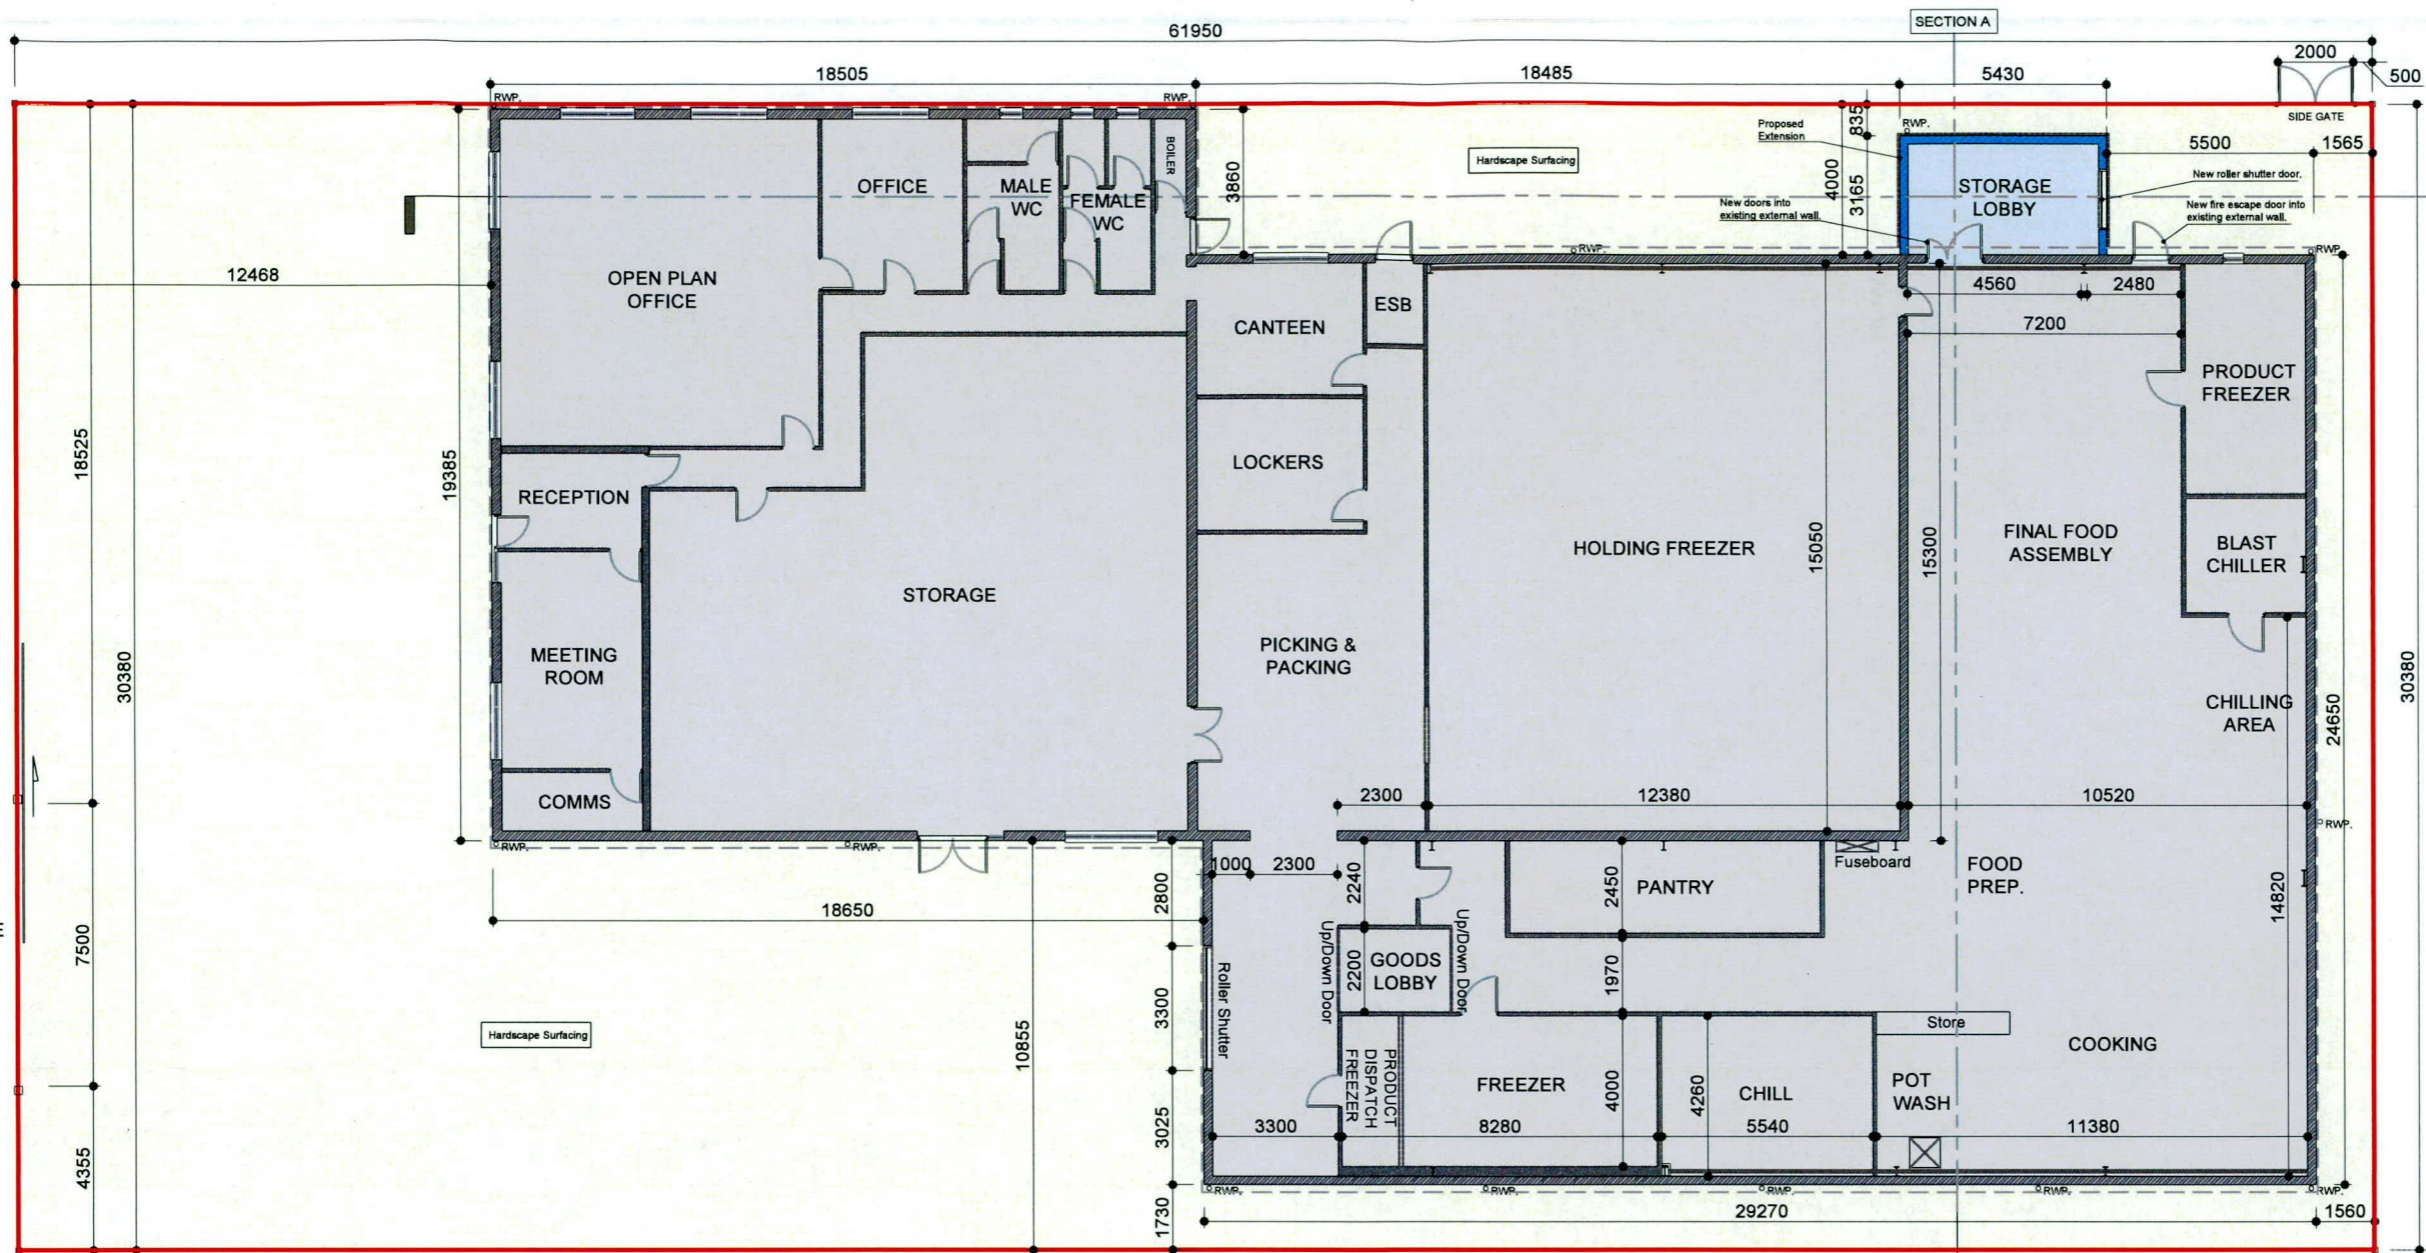 SECTION A
61950
2000
500
18505
18485
5430
RWP.
RWP.
SIDE GATE
835
Proposed
Extension
RWP.
5500
1565
BOILER
Hardscape Surfacing
3860
4000
3165
New roller shutter door.
OFFICE
MALE
WC
FEMALE
WC
STORAGE
LOBBY
New doors into
existing external wall.
New fire escape door into
existing external wall.
RWP.
RWP.
12468
OPEN PLAN
OFFICE
4560
2480
ESB
CANTEEN
7200
PRODUCT
FREEZER
18525
19385
LOCKERS
RECEPTION
HOLDING FREEZER
15050
15300
FINAL FOOD
ASSEMBLY
BLAST
CHILLER
STORAGE
30380
MEETING
ROOM
PICKING &
PACKING
CHILLING
AREA
24650
30380
COMMS
2300
12380
10520
RWP.
RWP.
RWP.
Fuseboard
1000
2300
2240
2450
PANTRY
FOOD
PREP.
14820
2800
18650
7500
Up/Down Door
Up/Down Door
GOODS
LOBBY
2200
1970
Roller Shutter
3300
Store
Hardscape Surfacing
10855
COOKING
PRODUCT
DISPATCH
FREEZER
FREEZER
4000
4260
CHILL
POT
WASH
3025
3300
8280
5540
11380
4355
RWP.
RWP.
RWP.
RWP.
RWP.
1730
29270
1560